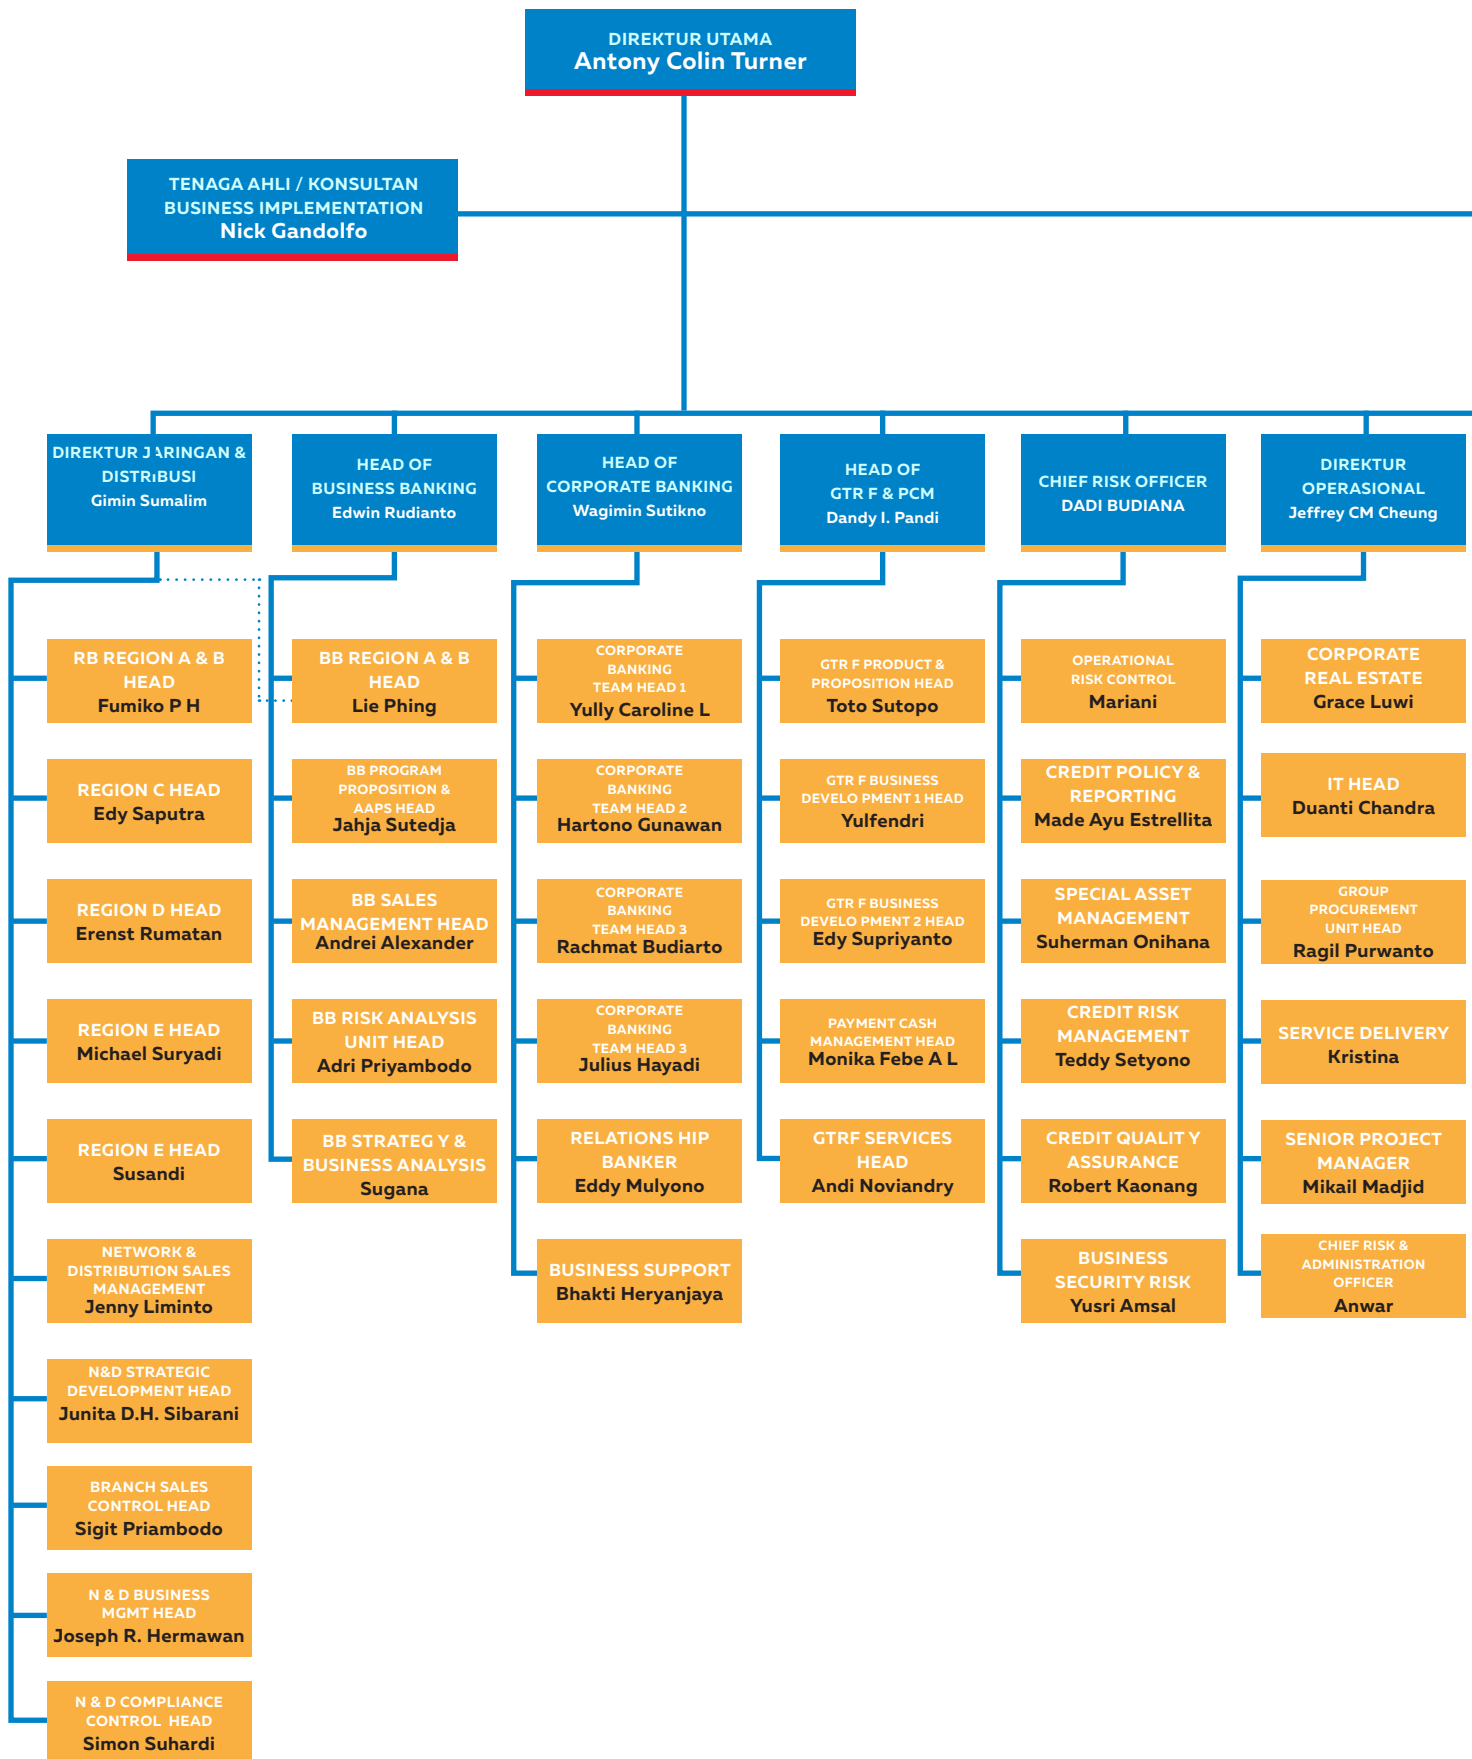 DIREKTUR UTAMA
Antony Colin Turner
TENAGA AHLI / KONSULTAN
BUSINESS IMPLEMENTATION
Nick Gandolfo
DIREKTUR JARINGAN &
DISTRIBUSI
Gimin Sumalim
HEAD OF
BUSINESS BANKING
Edwin Rudianto
HEAD OF
CORPORATE BANKING
Wagimin Sutikno
HEAD OF
GTR F & PCM
Dandy I. Pandi
CHIEF RISK OFFICER
DADI BUDIANA
DIREKTUR
OPERASIONAL
Jeffrey CM Cheung
RB REGION A & B
HEAD
Fumiko P H
REGION C HEAD
Edy Saputra
REGION D HEAD
Erenst Rumatan
REGION E HEAD
Michael Suryadi
REGION E HEAD
Susandi
NETWORK &
DISTRIBUTION SALES
MANAGEMENT
Jenny Liminto
N&D STRATEGIC
DEVELOPMENT HEAD
Junita D.H. Sibarani
BRANCH SALES
CONTROL HEAD
Sigit Priambodo
N & D BUSINESS
MGMT HEAD
Joseph R. Hermawan
N & D COMPLIANCE
CONTROL HEAD
Simon Suhardi
BB REGION A & B
HEAD
Lie Phing
BB PROGRAM
PROPOSITION &
AAPS HEAD
Jahja Sutedja
BB SALES
MANAGEMENT HEAD
Andrei Alexander
BB RISK ANALYSIS
UNIT HEAD
Adri Priyambodo
BB STRATEG Y &
BUSINESS ANALYSIS
Sugana
CORPORATE
BANKING
TEAM HEAD 1
Yully Caroline L
CORPORATE
BANKING
TEAM HEAD 2
Hartono Gunawan
CORPORATE
BANKING
TEAM HEAD 3
Rachmat Budiarto
CORPORATE
BANKING
TEAM HEAD 3
Julius Hayadi
RELATIONS HIP
BANKER
Eddy Mulyono
BUSINESS SUPPORT
Bhakti Heryanjaya
GTR F PRODUCT &
PROPOSITION HEAD
Toto Sutopo
GTR F BUSINESS
DEVELO PMENT 1 HEAD
Yulfendri
GTR F BUSINESS
DEVELO PMENT 2 HEAD
Edy Supriyanto
PAYMENT CASH
MANAGEMENT HEAD
Monika Febe A L
GTRF SERVICES
HEAD
Andi Noviandry
OPERATIONAL
RISK CONTROL
Mariani
CREDIT POLICY &
REPORTING
Made Ayu Estrellita
SPECIAL ASSET
MANAGEMENT
Suherman Onihana
CREDIT RISK
MANAGEMENT
Teddy Setyono
CREDIT QUALIT Y
ASSURANCE
Robert Kaonang
BUSINESS
SECURITY RISK
Yusri Amsal
CORPORATE
REAL ESTATE
Grace Luwi
IT HEAD
Duanti Chandra
GROUP
PROCUREMENT
UNIT HEAD
Ragil Purwanto
SERVICE DELIVERY
Kristina
SENIOR PROJECT
MANAGER
Mikail Madjid
CHIEF RISK &
ADMINISTRATION
OFFICER
Anwar